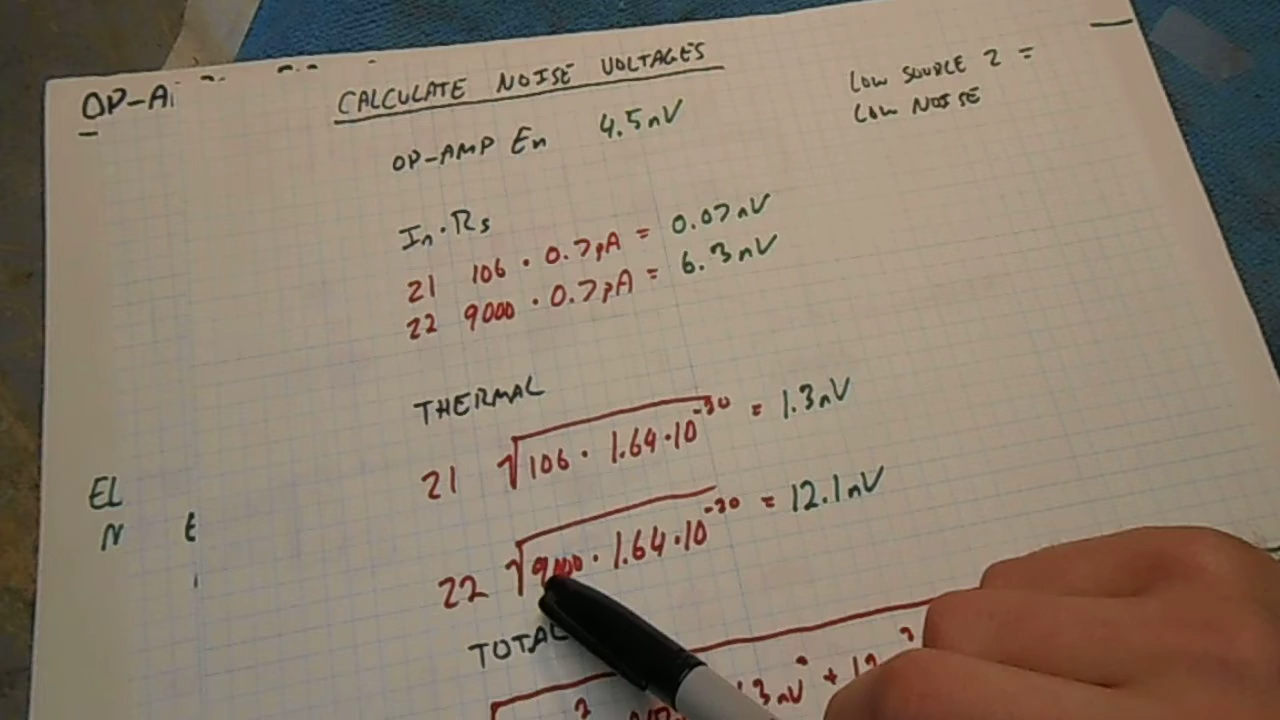 CALCULATE NOISE VOLTAGES
LOW SOURCE Z =
LOW NOISE
OP-AMP En 4.5nV
In·Rs
Z1 106 · 0.7pA = 0.07nV
Z2 9000 · 0.7pA = 6.3nV
THERMAL
Z1 √106 · 1.64·10⁻²⁰ = 1.3nV
Z2 √9000 · 1.64·10⁻²⁰ = 12.1nV
EL
N
TOTAL